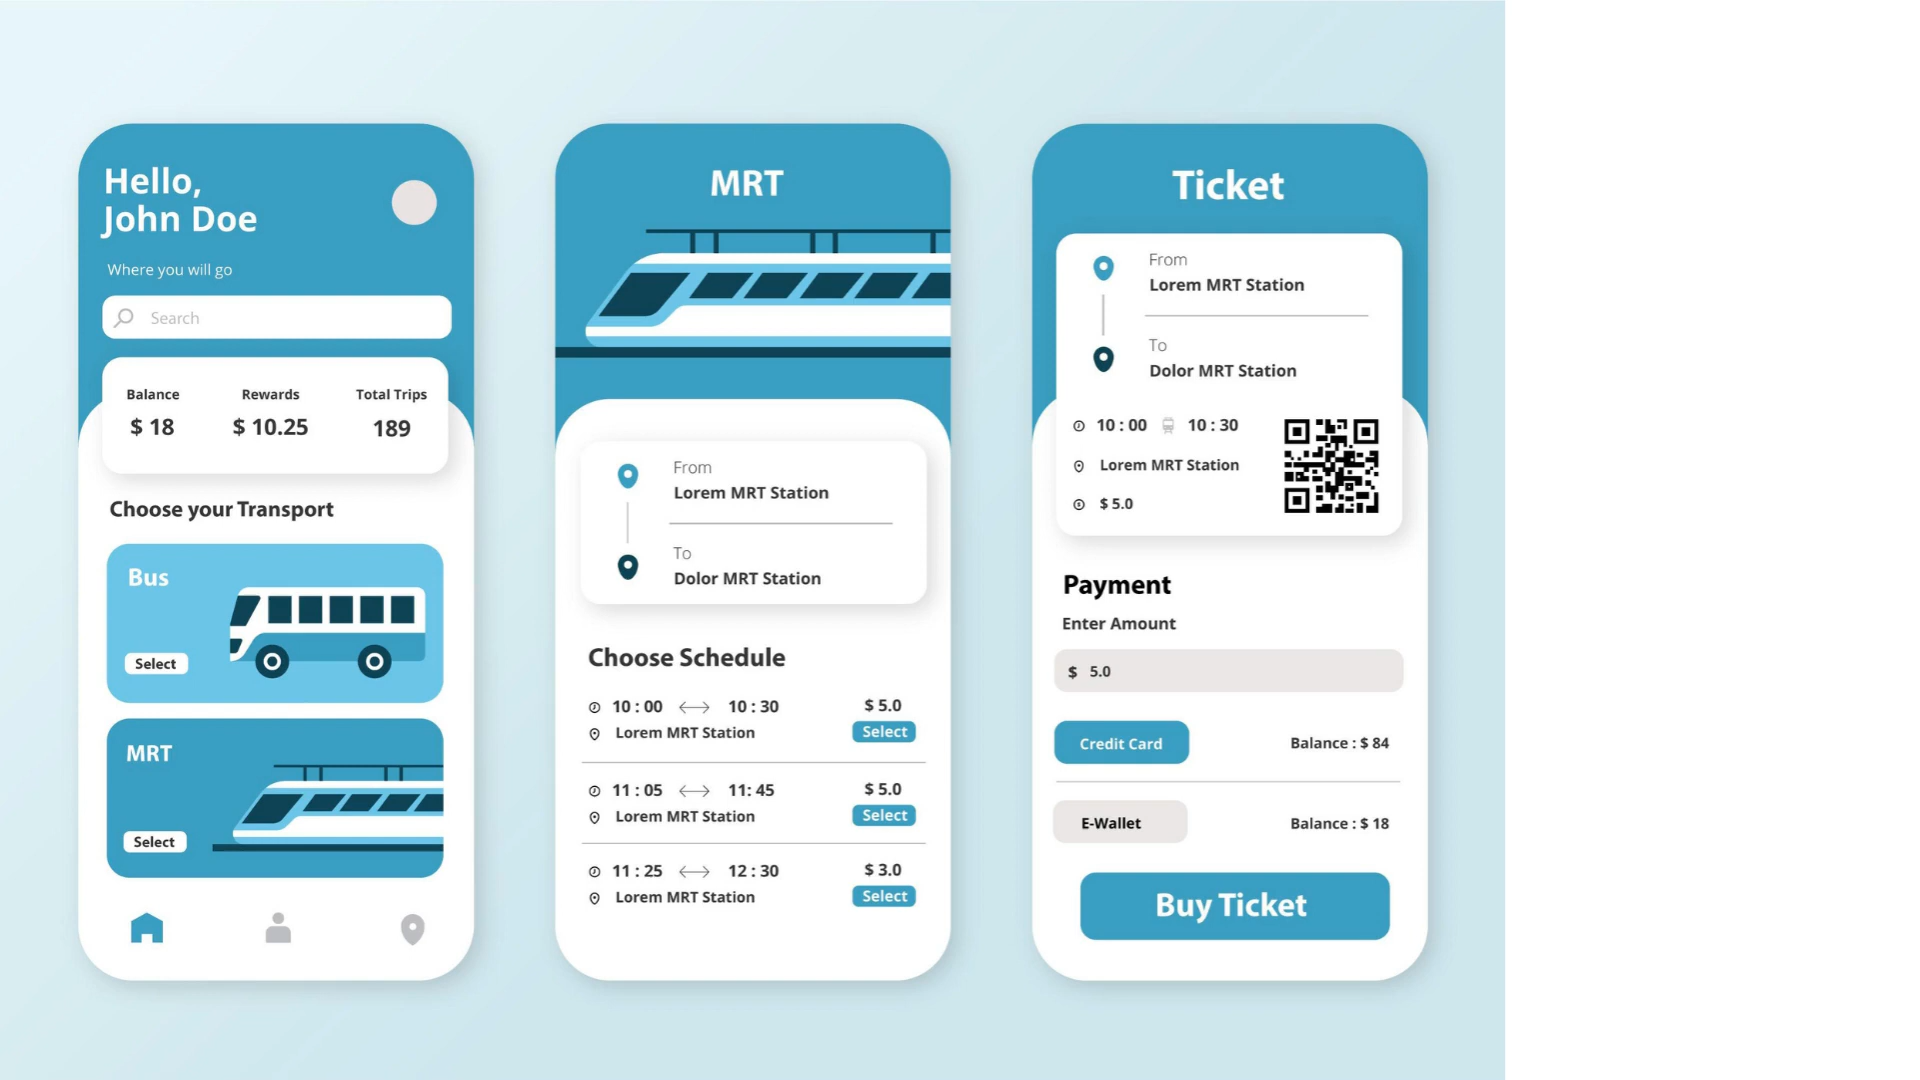 Hello,
John Doe
Where you will go
Search
Balance Rewards Total Trips
$ 18 $ 10.25 189
Choose your Transport
Bus
Select
MRT
Select
MRT
From
Lorem MRT Station
To
Dolor MRT Station
Choose Schedule
10 : 00 10 : 30 $ 5.0
Lorem MRT Station Select
11 : 05 11: 45 $ 5.0
Lorem MRT Station Select
11 : 25 12 : 30 $ 3.0
Lorem MRT Station Select
Ticket
From
Lorem MRT Station
To
Dolor MRT Station
10 : 00 10 : 30
Lorem MRT Station
$ 5.0
Payment
Enter Amount
$ 5.0
Credit Card Balance : $ 84
E-Wallet Balance : $ 18
Buy Ticket